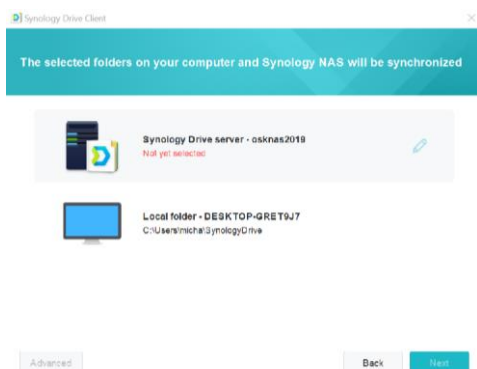 Synology Drive Client
The selected folders on your computer and Synology NAS will be synchronized
Synology Drive server - osknas2019
Not yet selected
Local folder - DESKTOP-GRET9J7
C:\Users\micha\SynologyDrive
Advanced
Back
Next